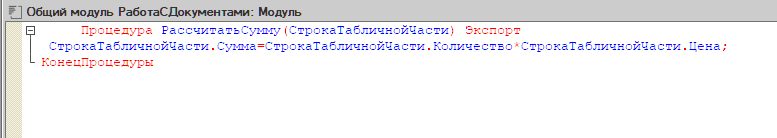 Общий модуль РаботаСДокументами: Модуль
Процедура РассчитатьСумму(СтрокаТабличнойЧасти) Экспорт
СтрокаТабличнойЧасти.Сумма=СтрокаТабличнойЧасти.Количество*СтрокаТабличнойЧасти.Цена;
КонецПроцедуры